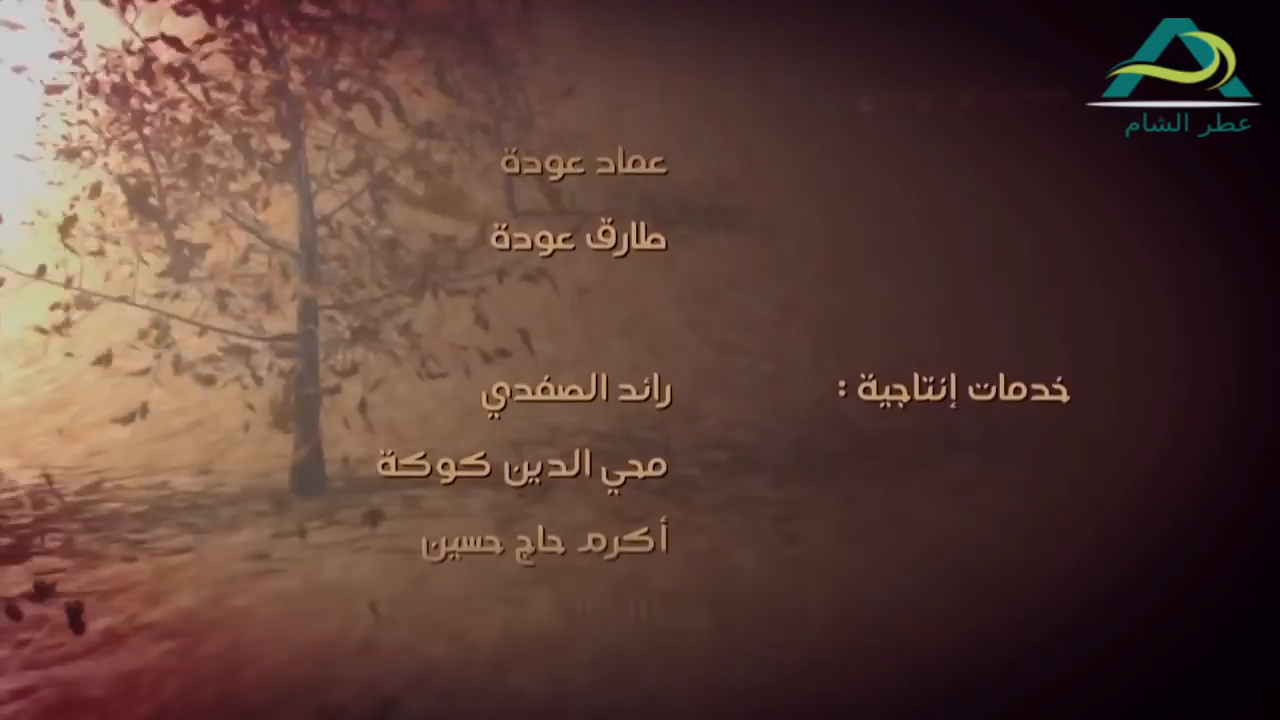 عطر الشام
عماد عودة
طارق عودة
خدمات إنتاجية : رائد الصفدي
محي الدين كوكة
أكرم حاج حسين